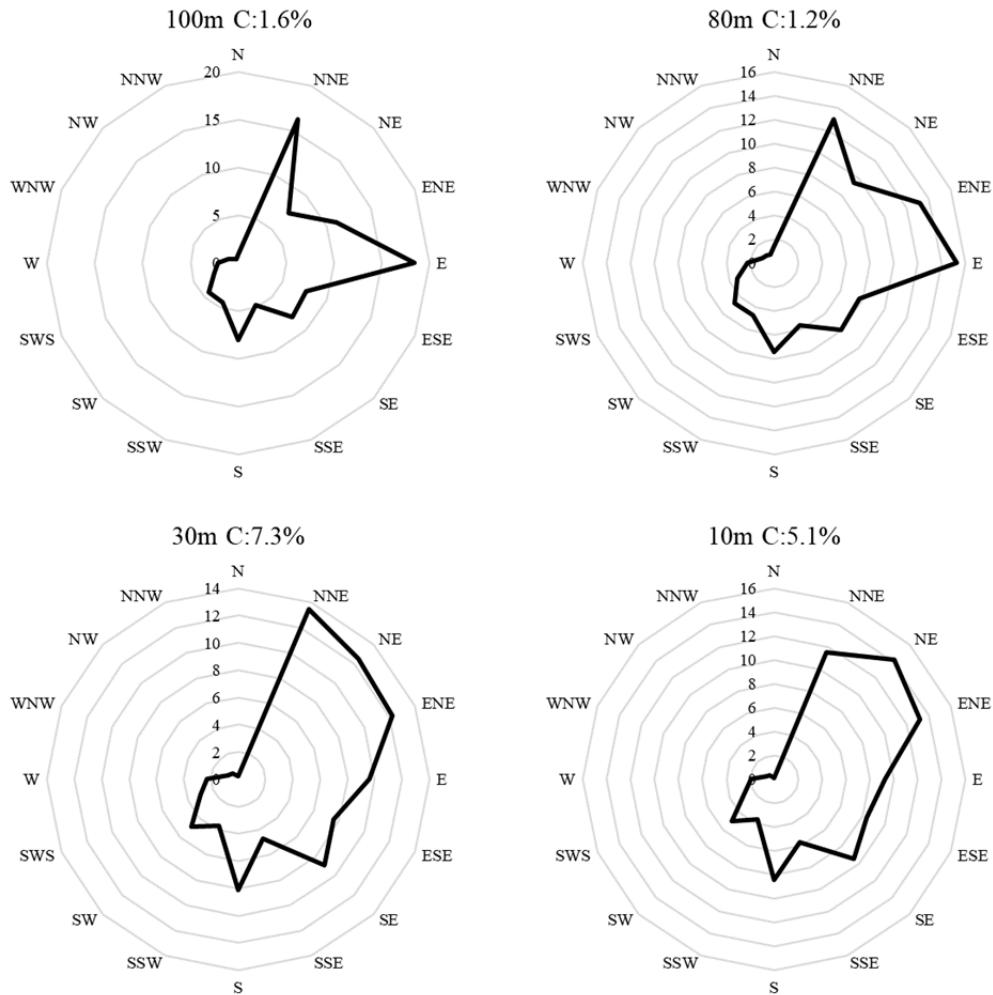 100m C:1.6%
N
NNE
NE
ENE
E
ESE
SE
SSE
S
SSW
SW
SWS
W
WNW
NW
NNW
20
15
10
5
0
80m C:1.2%
N
NNE
NE
ENE
E
ESE
SE
SSE
S
SSW
SW
SWS
W
WNW
NW
NNW
16
14
12
10
8
6
4
2
0
30m C:7.3%
N
NNE
NE
ENE
E
ESE
SE
SSE
S
SSW
SW
SWS
W
WNW
NW
NNW
14
12
10
8
6
4
2
0
10m C:5.1%
N
NNE
NE
ENE
E
ESE
SE
SSE
S
SSW
SW
SWS
W
WNW
NW
NNW
16
14
12
10
8
6
4
2
0